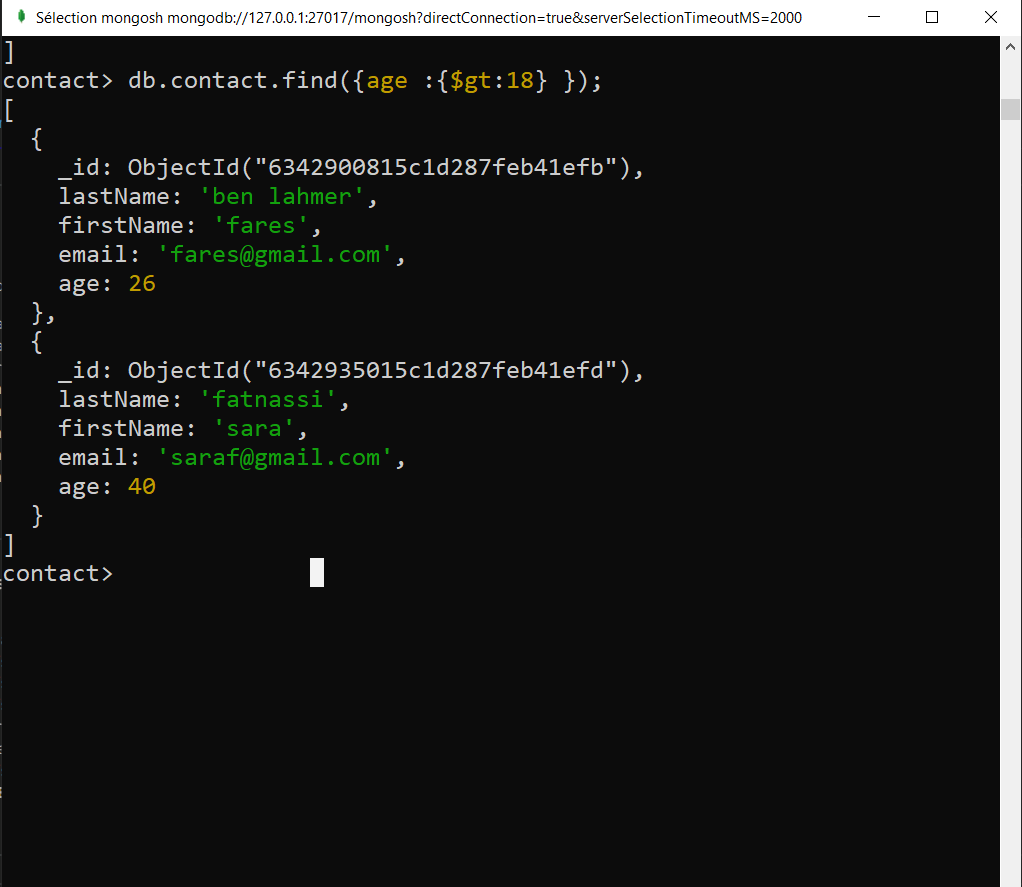 Sélection mongosh mongodb://127.0.0.1:27017/mongosh?directConnection=true&serverSelectionTimeoutMS=2000
]
contact> db.contact.find({age :{$gt:18} });
[
  {
    _id: ObjectId("6342900815c1d287feb41efb"),
    lastName: 'ben lahmer',
    firstName: 'fares',
    email: 'fares@gmail.com',
    age: 26
  },
  {
    _id: ObjectId("6342935015c1d287feb41efd"),
    lastName: 'fatnassi',
    firstName: 'sara',
    email: 'saraf@gmail.com',
    age: 40
  }
]
contact>